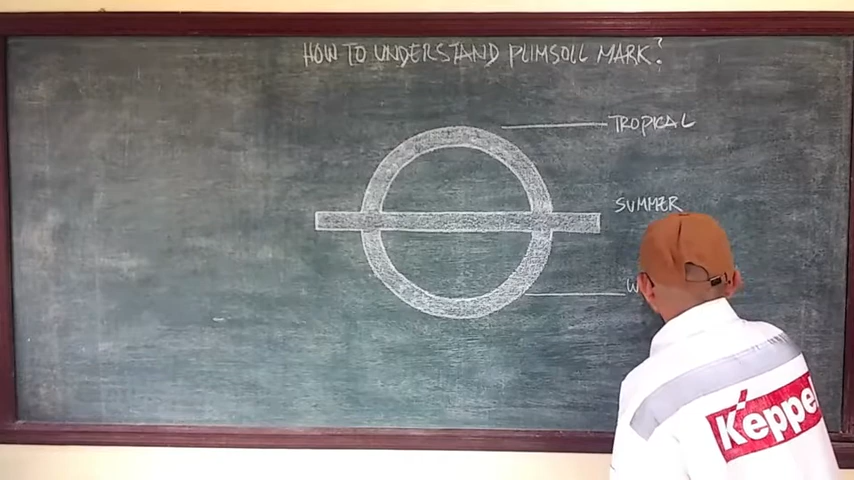 HOW TO UNDERSTAND PLIMSOLL MARK?
TROPICAL
SUMMER
Keppel